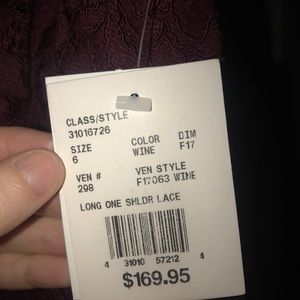 CLASS/STYLE
31016726
SIZE COLOR DIM
6 WINE F17
VEN # VEN STYLE
298 F17063 WINE
LONG ONE SHLDR LACE
4 31010 57212 4
$169.95